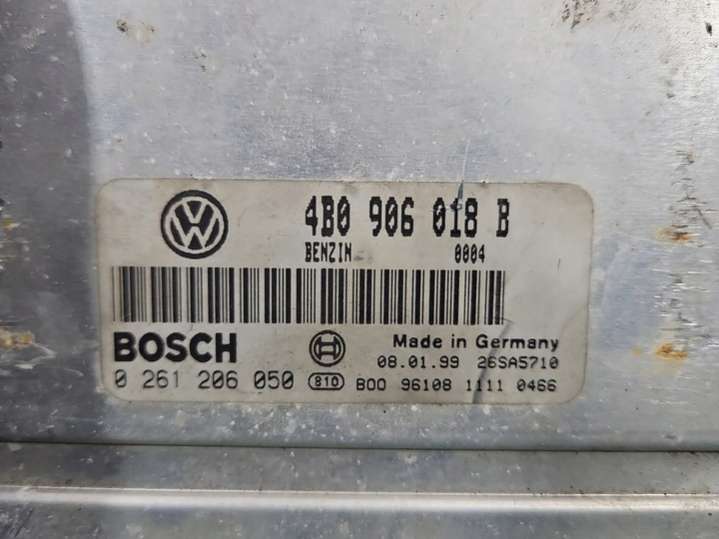 4B0 906 018 B
BENZIN 0004
BOSCH Made in Germany
08.01.99 26SA5710
0 261 206 050 810 B00 96108 1111 0466